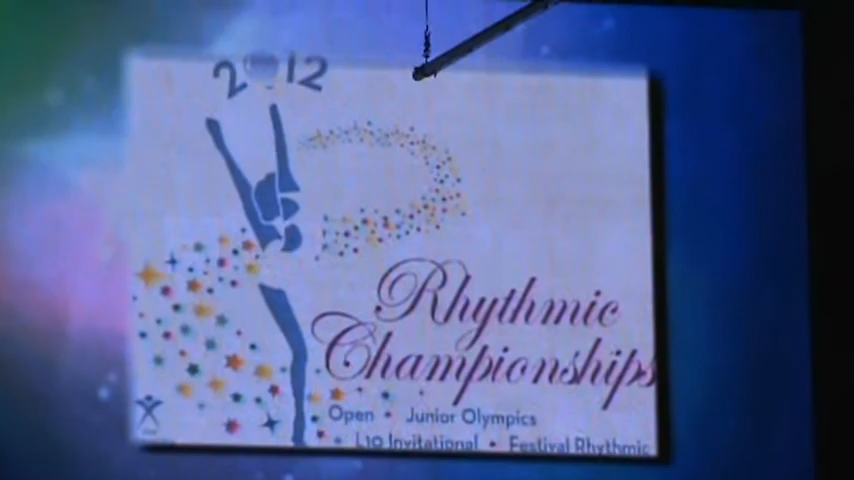 2012
Rhythmic
Championships
Open • Junior Olympics
L10 Invitational • Festival Rhythmic